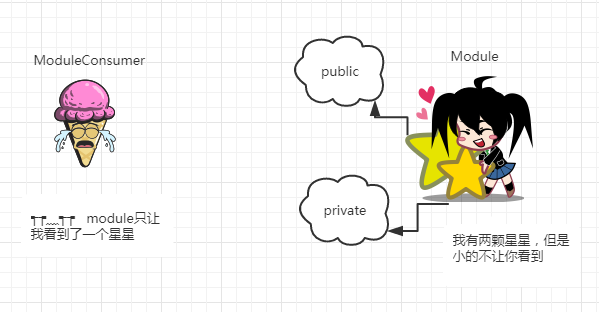 ModuleConsumer
┭┮﹏┭┮ module只让
我看到了一个星星
public
Module
private
我有两颗星星，但是
小的不让你看到